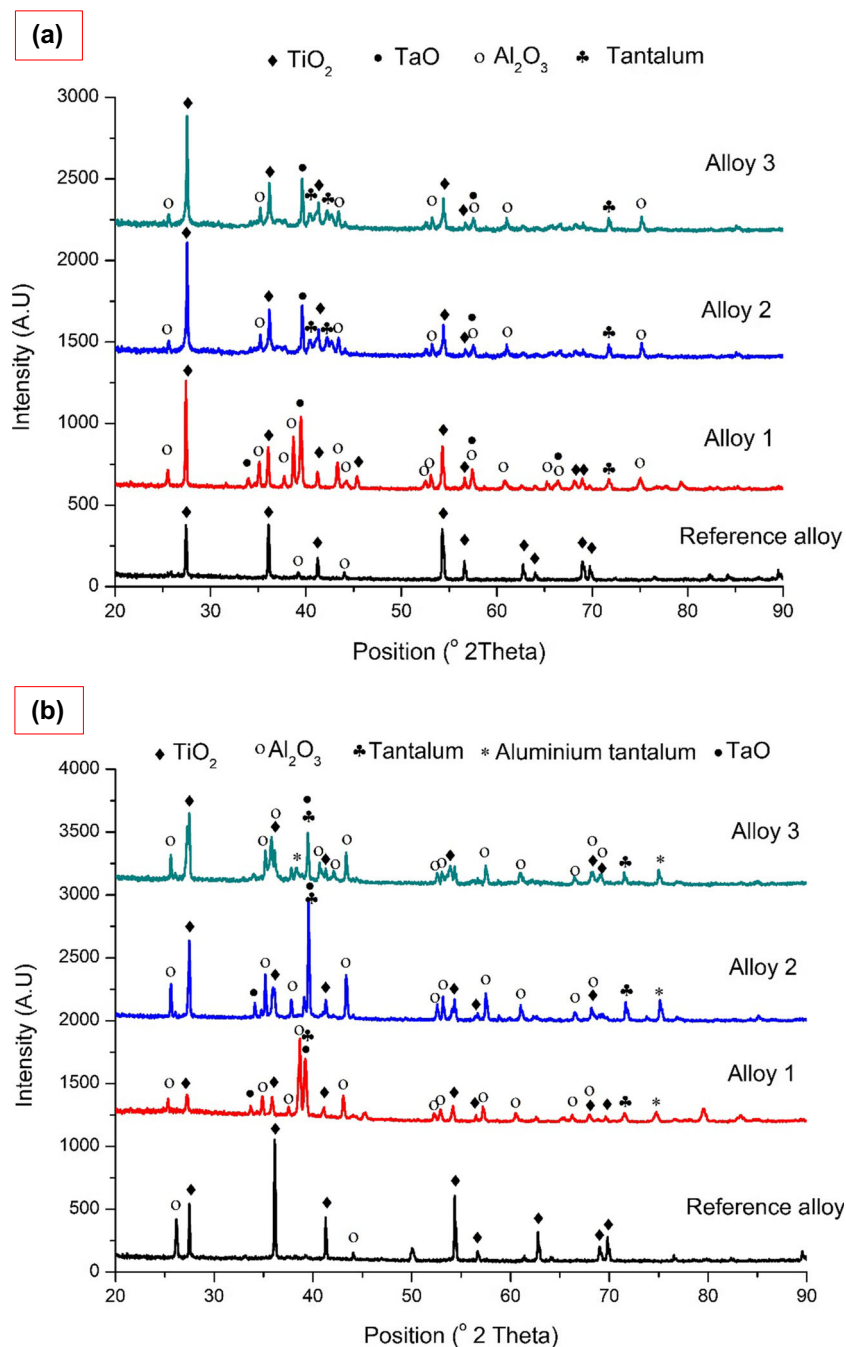 (a)
♦ TiO₂ ● TaO o Al₂O₃ ♣ Tantalum
3000
2500
2000
1500
1000
500
0
Intensity (A.U)
Alloy 3
Alloy 2
Alloy 1
Reference alloy
20 30 40 50 60 70 80 90
Position (° 2Theta)
(b)
♦ TiO₂ o Al₂O₃ ♣ Tantalum * Aluminium tantalum ● TaO
4000
3500
3000
2500
2000
1500
1000
500
0
Intensity (A.U)
Alloy 3
Alloy 2
Alloy 1
Reference alloy
20 30 40 50 60 70 80 90
Position (° 2 Theta)